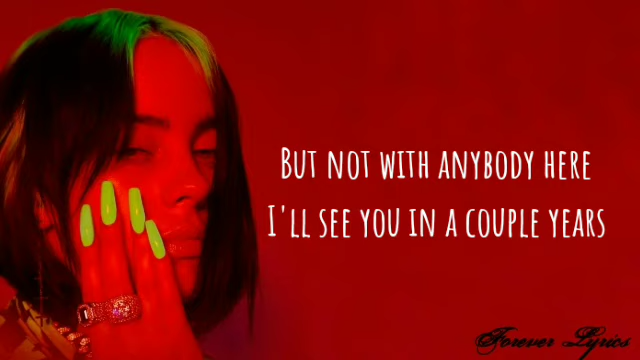 But not with anybody here
I'll see you in a couple years
Forever Lyrics